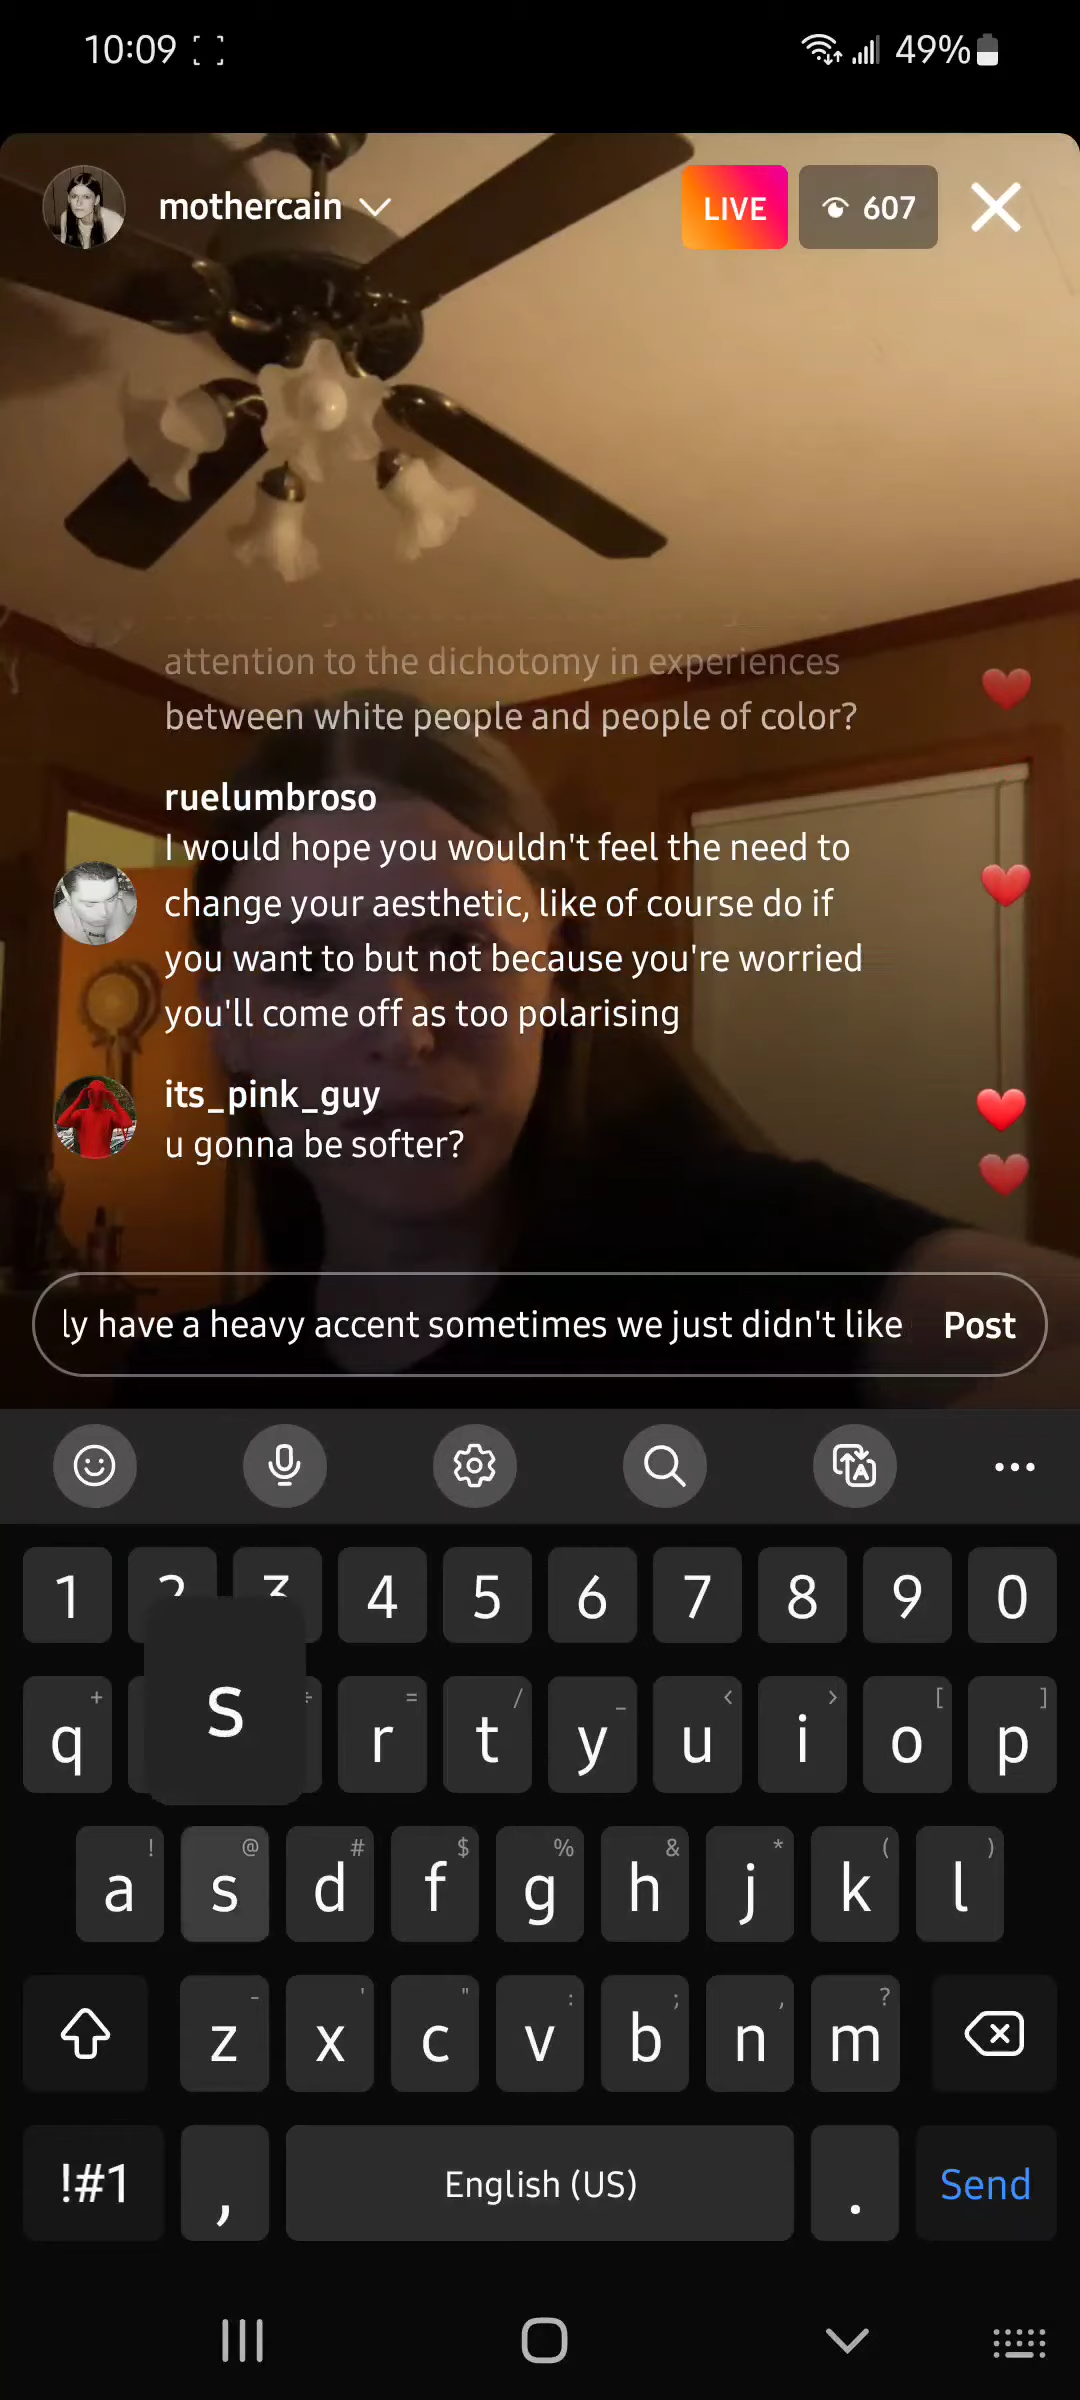 10:09
49%
mothercain
LIVE
607
attention to the dichotomy in experiences
between white people and people of color?
ruelumbroso
I would hope you wouldn't feel the need to
change your aesthetic, like of course do if
you want to but not because you're worried
you'll come off as too polarising
its_pink_guy
u gonna be softer?
ly have a heavy accent sometimes we just didn't like
Post
1 2 3 4 5 6 7 8 9 0
s
+ ÷ = / _ < > [ ]
q r t y u i o p
! @ # $ % & * ( )
a s d f g h j k l
- ' " : ; , ?
z x c v b n m
!#1 , English (US) . Send